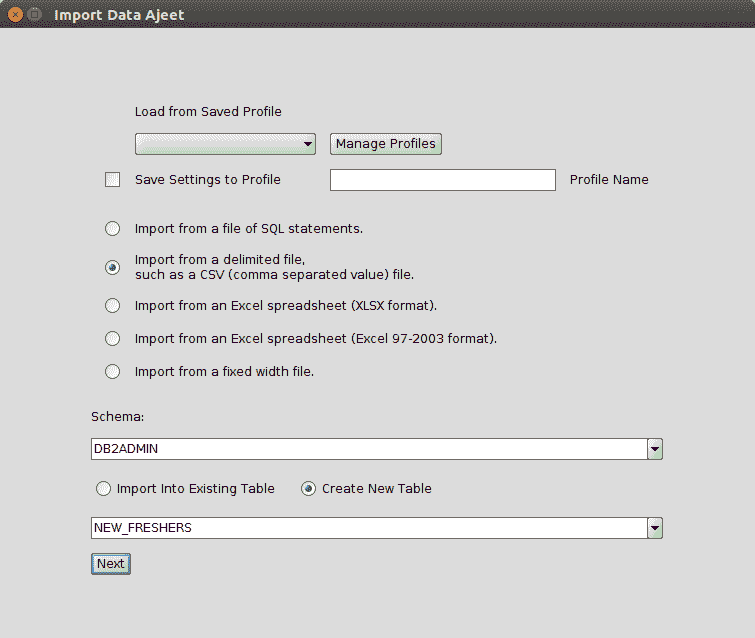 Import Data Ajeet
Load from Saved Profile
Manage Profiles
Save Settings to Profile
Profile Name
Import from a file of SQL statements.
Import from a delimited file,
such as a CSV (comma separated value) file.
Import from an Excel spreadsheet (XLSX format).
Import from an Excel spreadsheet (Excel 97-2003 format).
Import from a fixed width file.
Schema:
DB2ADMIN
Import Into Existing Table
Create New Table
NEW_FRESHERS
Next